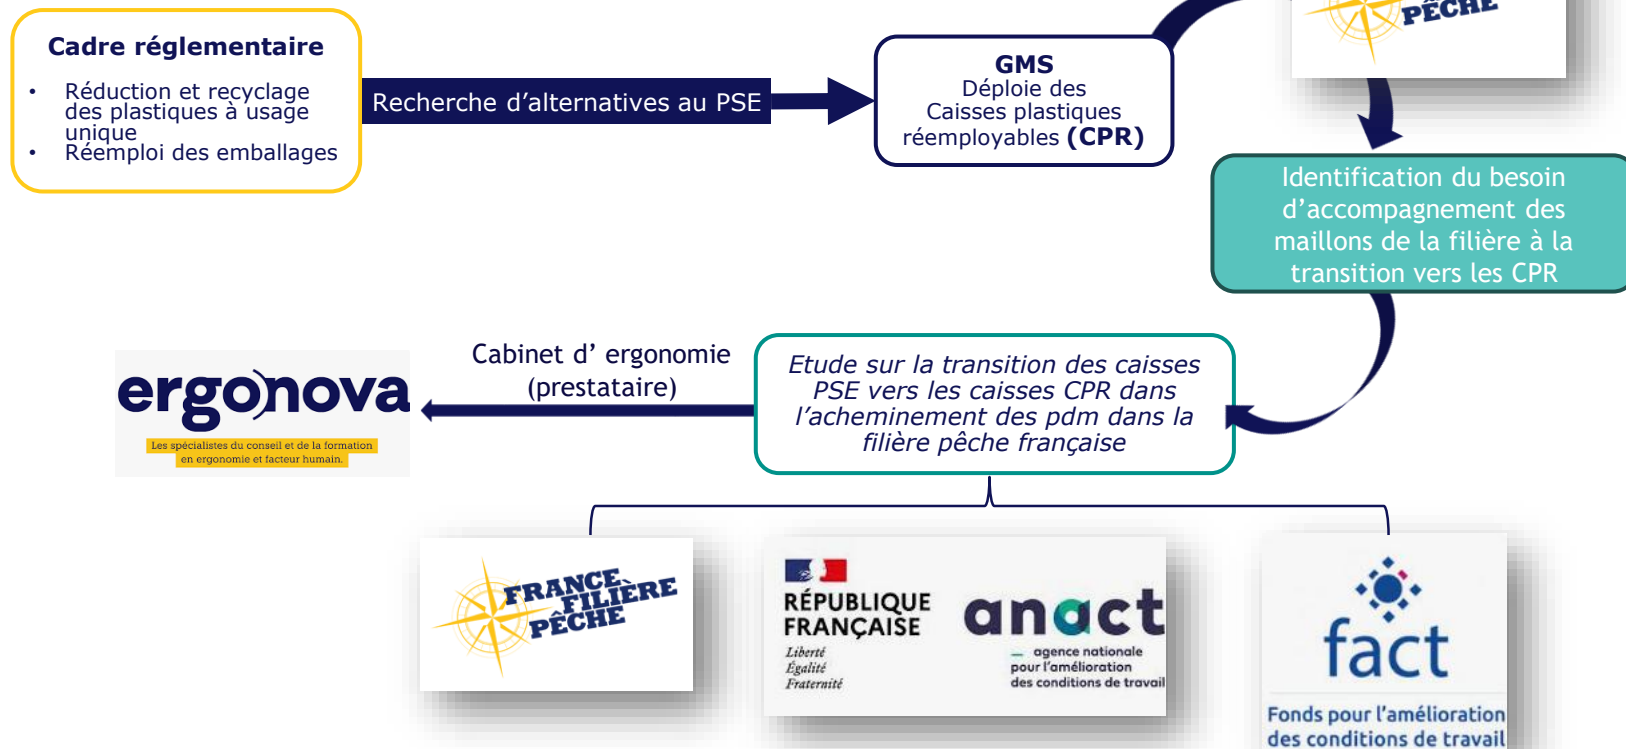 PÊCHE
Cadre réglementaire
• Réduction et recyclage
des plastiques à usage
unique
• Réemploi des emballages
Recherche d’alternatives au PSE
GMS
Déploie des
Caisses plastiques
réemployables (CPR)
Identification du besoin
d’accompagnement des
maillons de la filière à la
transition vers les CPR
Etude sur la transition des caisses
PSE vers les caisses CPR dans
l’acheminement des pdm dans la
filière pêche française
Cabinet d’ ergonomie
(prestataire)
ergonova
Les spécialistes du conseil et de la formation
en ergonomie et facteur humain.
FRANCE
FILIÈRE
PÊCHE
RÉPUBLIQUE
FRANÇAISE
Liberté
Égalité
Fraternité
anact
agence nationale
pour l’amélioration
des conditions de travail
fact
Fonds pour l’amélioration
des conditions de travail